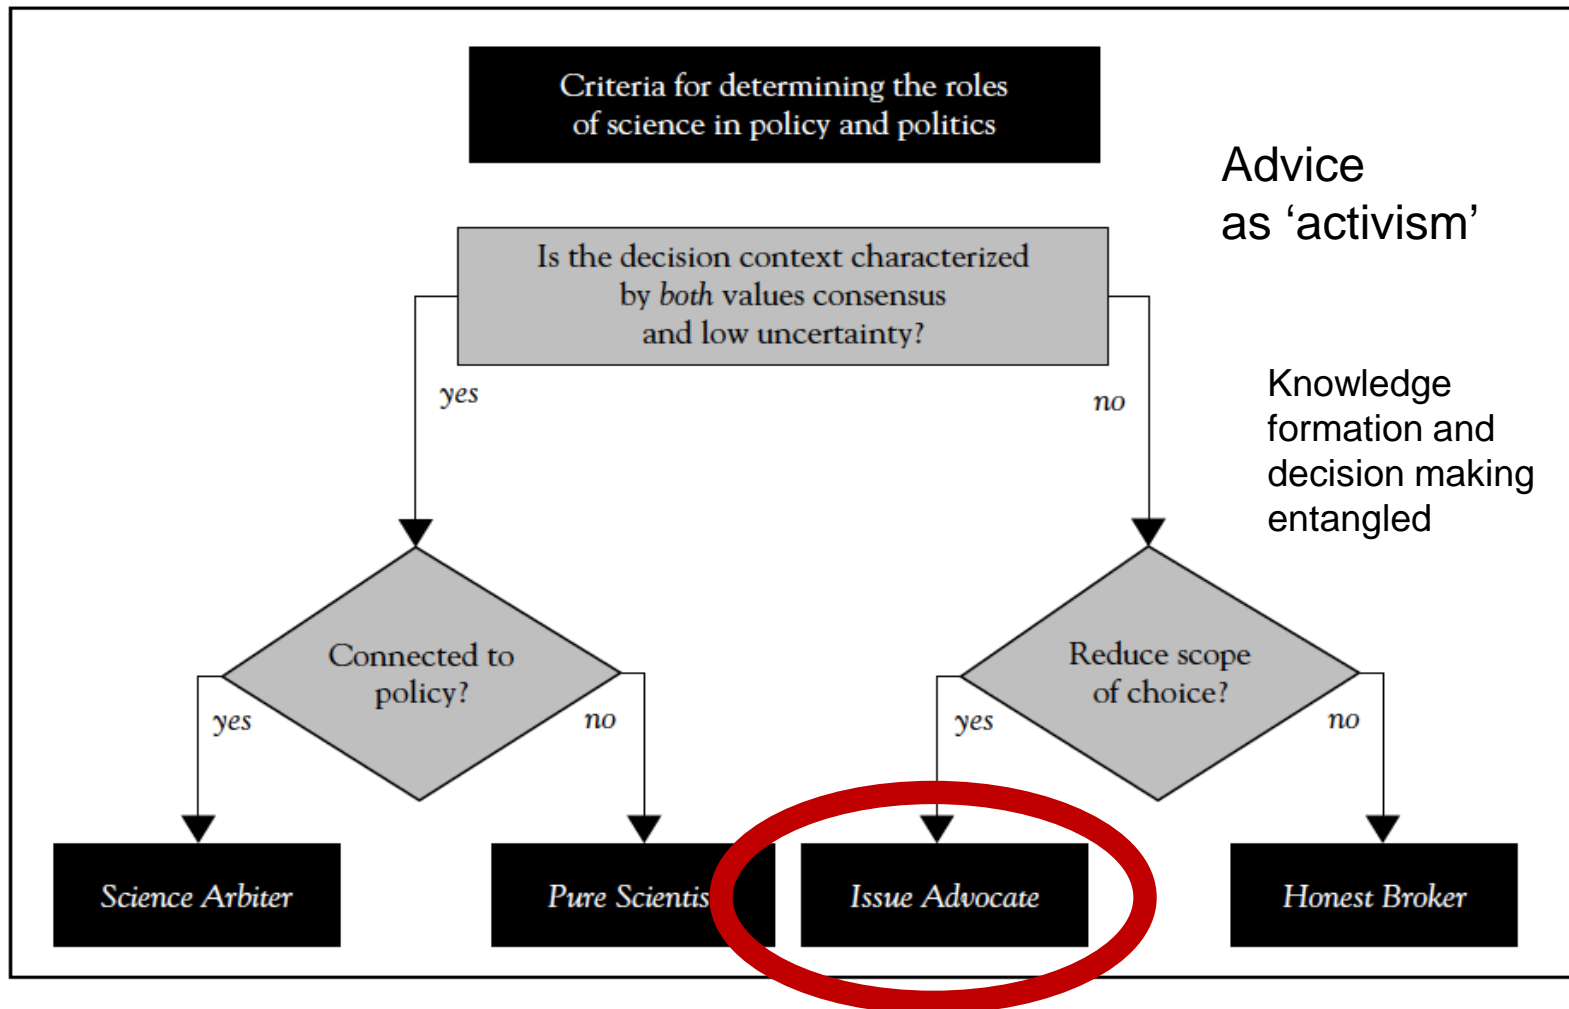 Criteria for determining the roles
of science in policy and politics
Advice
as ‘activism’
Is the decision context characterized
by both values consensus
and low uncertainty?
yes
no
Knowledge
formation and
decision making
entangled
Connected to
policy?
yes
no
Reduce scope
of choice?
yes
no
Science Arbiter
Pure Scientis
Issue Advocate
Honest Broker